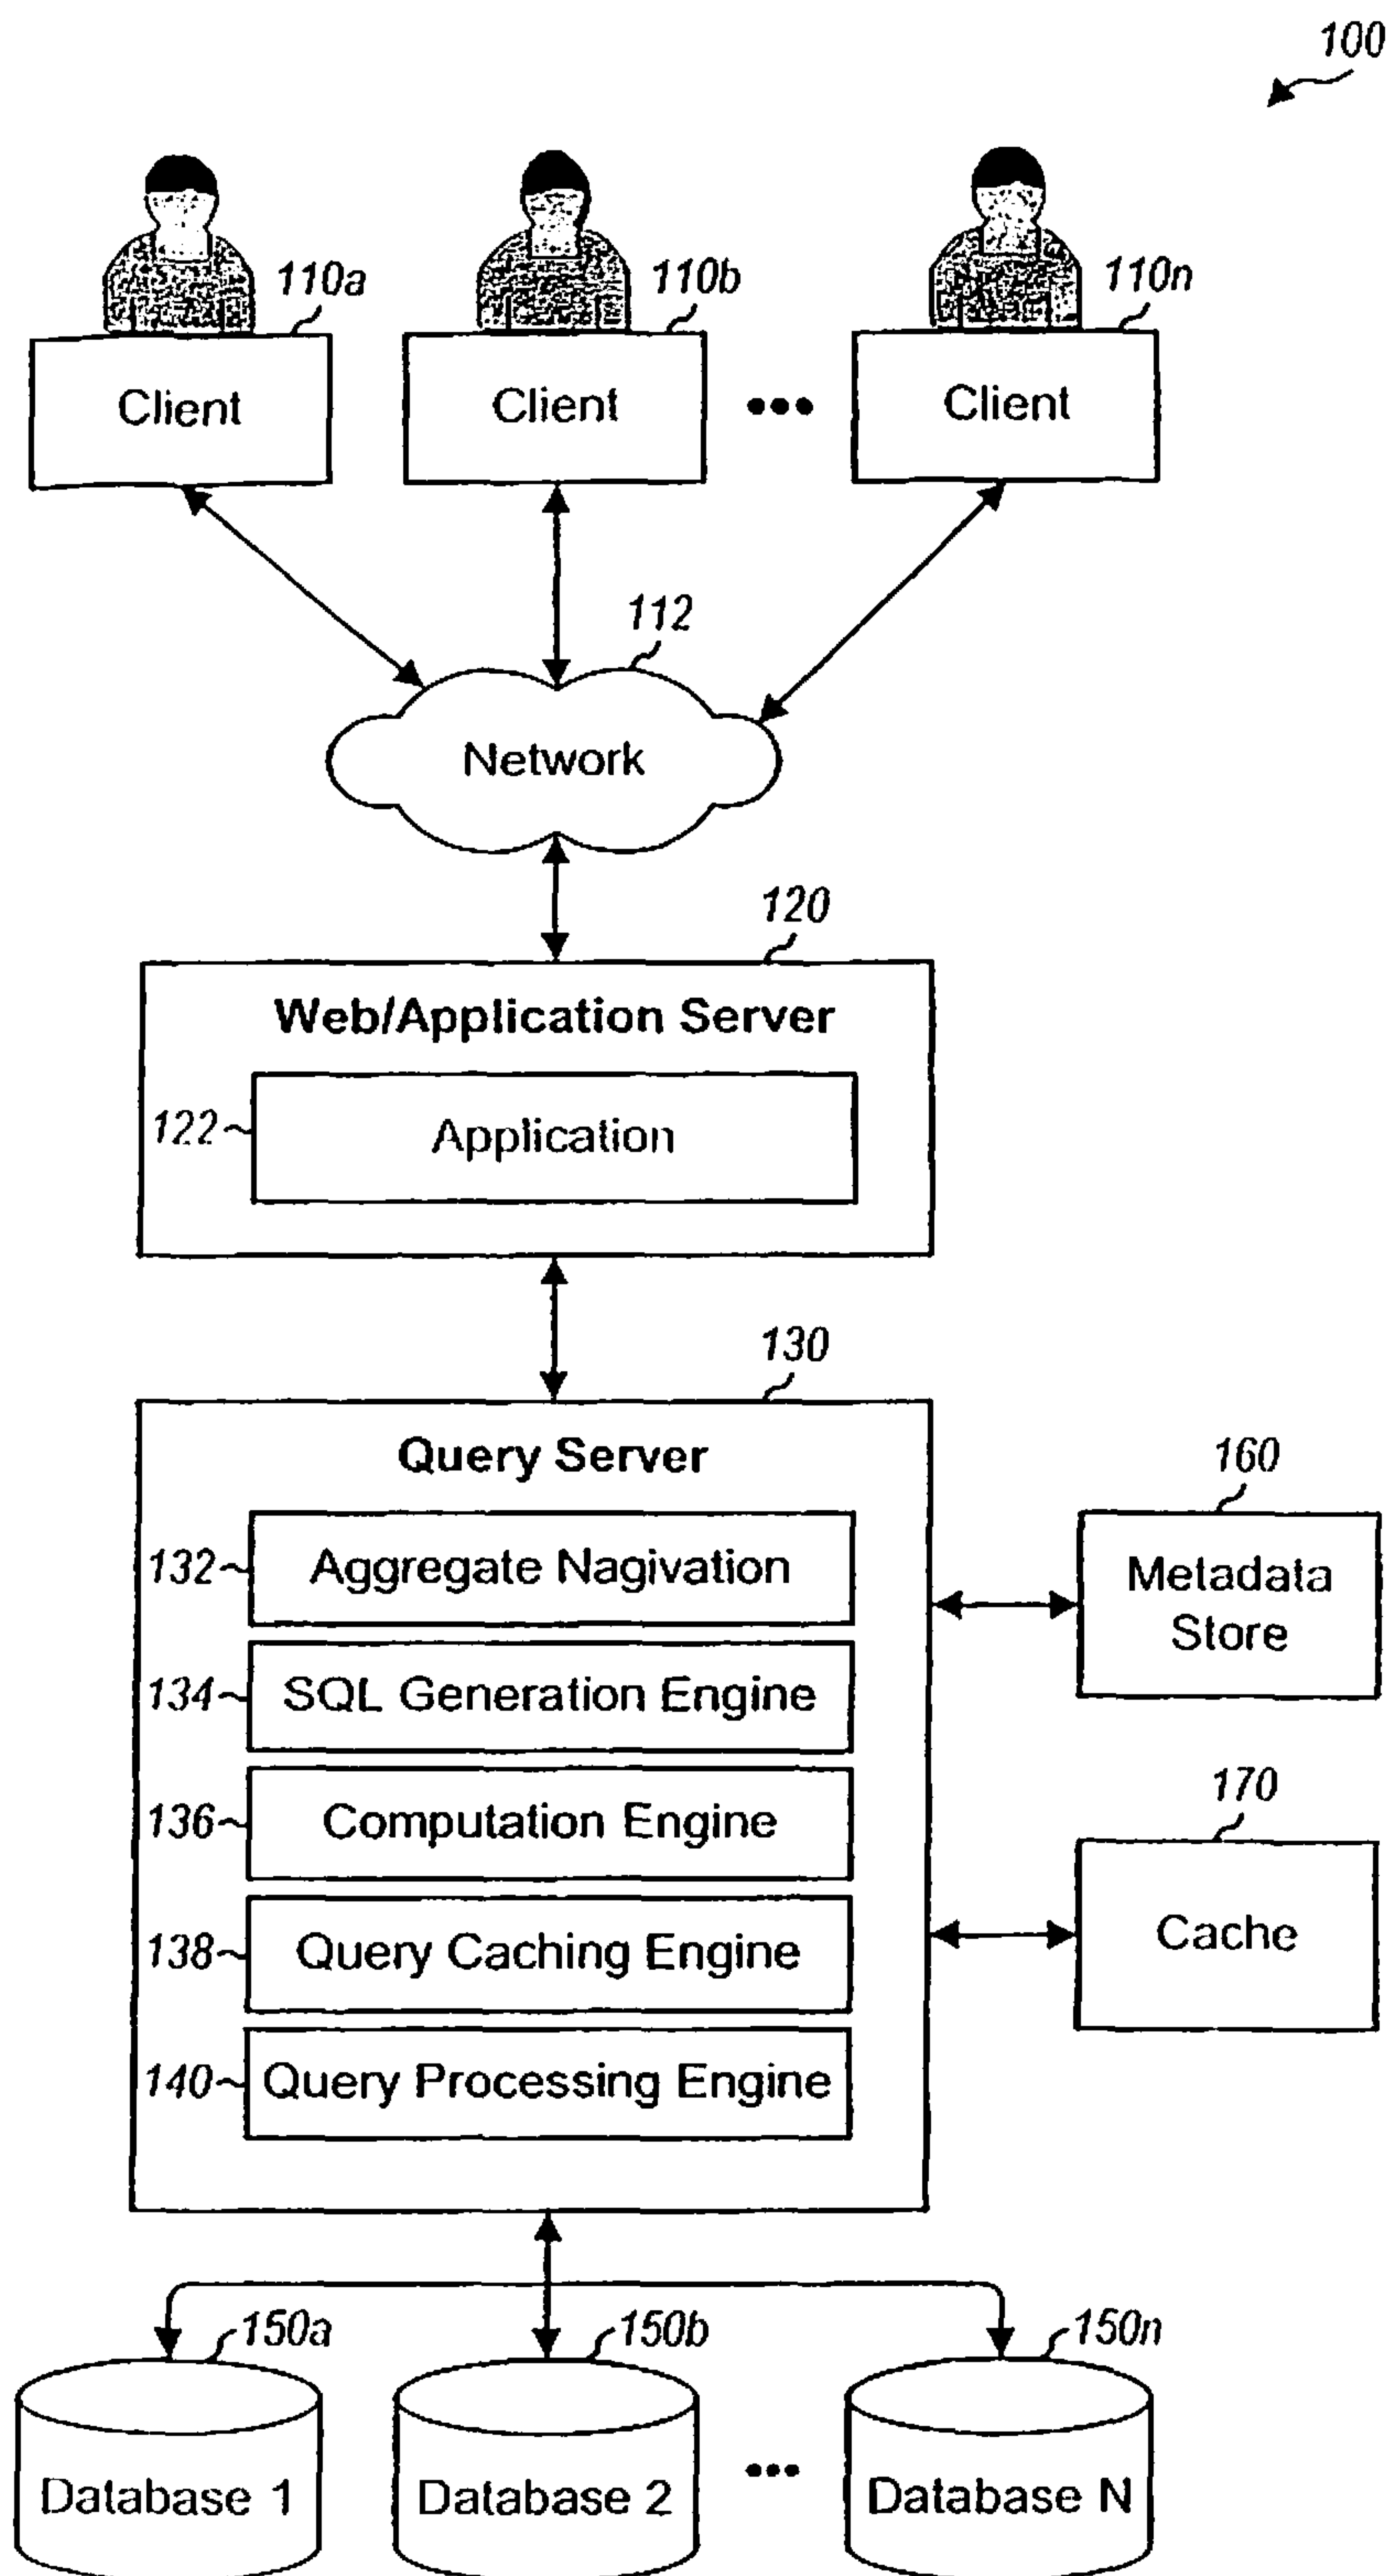 100
110a
110b
110n
Client
Client
•••
Client
112
Network
120
Web/Application Server
122
Application
130
Query Server
160
132
Aggregate Nagivation
Metadata
Store
134
SQL Generation Engine
136
Computation Engine
170
138
Query Caching Engine
Cache
140
Query Processing Engine
150a
150b
150n
Database 1
Database 2
•••
Database N